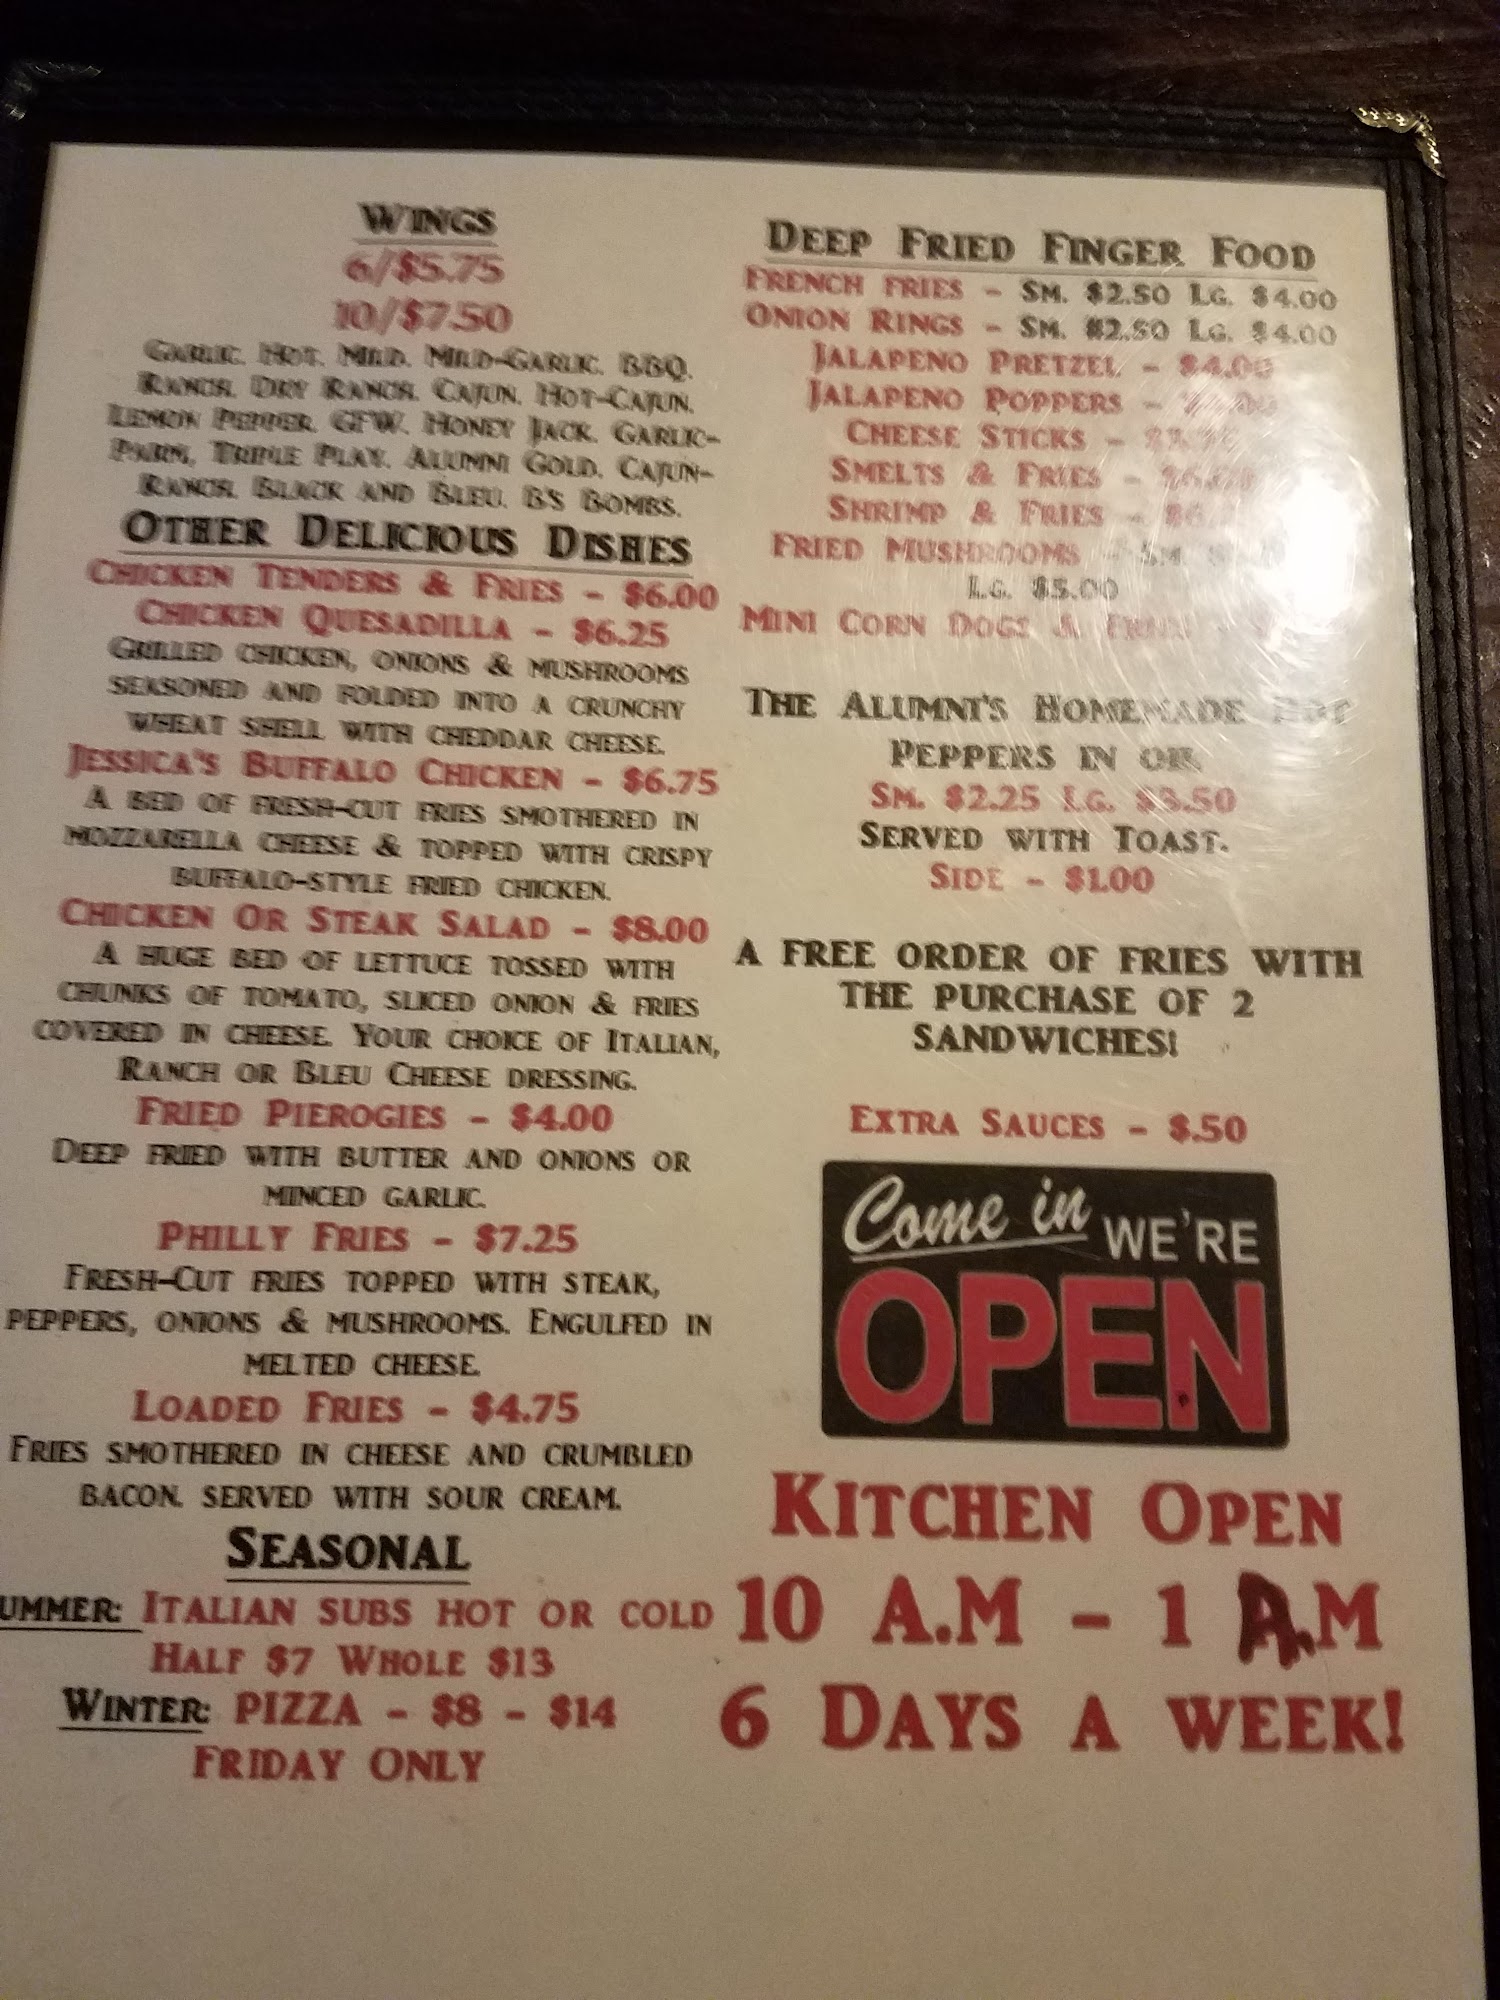 WINGS
6/$5.75
10/$7.50
GARLIC, HOT, MILD, MILD-GARLIC, BBQ,
RANCH, DRY RANCH, CAJUN, HOT-CAJUN,
LEMON PEPPER, GFW, HONEY JACK, GARLIC-
PARM, TRIPLE PLAY, ALUMNI GOLD, CAJUN-
RANCH, BLACK AND BLEU, B'S BOMBS.
OTHER DELICIOUS DISHES
CHICKEN TENDERS & FRIES - $6.00
CHICKEN QUESADILLA - $6.25
GRILLED CHICKEN, ONIONS & MUSHROOMS
SEASONED AND FOLDED INTO A CRUNCHY
WHEAT SHELL WITH CHEDDAR CHEESE.
JESSICA'S BUFFALO CHICKEN - $6.75
A BED OF FRESH-CUT FRIES SMOTHERED IN
MOZZARELLA CHEESE & TOPPED WITH CRISPY
BUFFALO-STYLE FRIED CHICKEN.
CHICKEN OR STEAK SALAD - $8.00
A HUGE BED OF LETTUCE TOSSED WITH
CHUNKS OF TOMATO, SLICED ONION & FRIES
COVERED IN CHEESE. YOUR CHOICE OF ITALIAN,
RANCH OR BLEU CHEESE DRESSING.
FRIED PIEROGIES - $4.00
DEEP FRIED WITH BUTTER AND ONIONS OR
MINCED GARLIC.
PHILLY FRIES - $7.25
FRESH-CUT FRIES TOPPED WITH STEAK,
PEPPERS, ONIONS & MUSHROOMS. ENGULFED IN
MELTED CHEESE.
LOADED FRIES - $4.75
FRIES SMOTHERED IN CHEESE AND CRUMBLED
BACON. SERVED WITH SOUR CREAM.
SEASONAL
UMMER: ITALIAN SUBS HOT OR COLD
HALF $7 WHOLE $13
WINTER: PIZZA - $8 - $14
FRIDAY ONLY
DEEP FRIED FINGER FOOD
FRENCH FRIES - SM. $2.50 LG. $4.00
ONION RINGS - SM. $2.50 LG. $4.00
JALAPENO PRETZEL - $4.00
JALAPENO POPPERS -
CHEESE STICKS -
SMELTS & FRIES -
SHRIMP & FRIES -
FRIED MUSHROOMS - SM.
LG. $5.00
MINI CORN DOGS & FRIES -
THE ALUMNI'S HOMEMADE HOT
PEPPERS IN OIL
SM. $2.25 LG. $3.50
SERVED WITH TOAST.
SIDE - $1.00
A FREE ORDER OF FRIES WITH
THE PURCHASE OF 2
SANDWICHES!
EXTRA SAUCES - $.50
Come in WE'RE
OPEN
KITCHEN OPEN
10 A.M - 1 A.M
6 DAYS A WEEK!